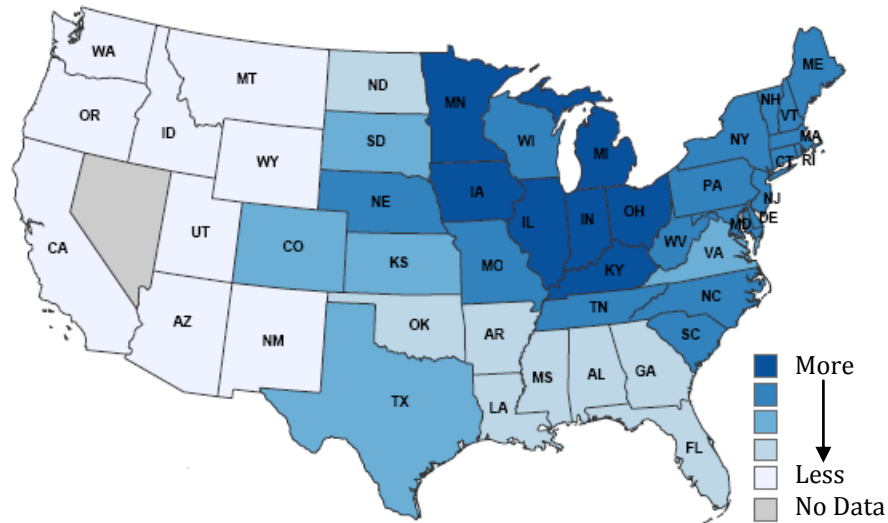 WA
MT
ND
MN
ME
OR
ID
SD
WI
NH
VT
WY
MI
NY
MA
CT
RI
NE
IA
PA
NJ
IL
IN
OH
MD
DE
CA
UT
CO
KS
MO
WV
VA
KY
NC
TN
AZ
NM
OK
AR
SC
MS
AL
GA
TX
LA
FL
More
Less
No Data